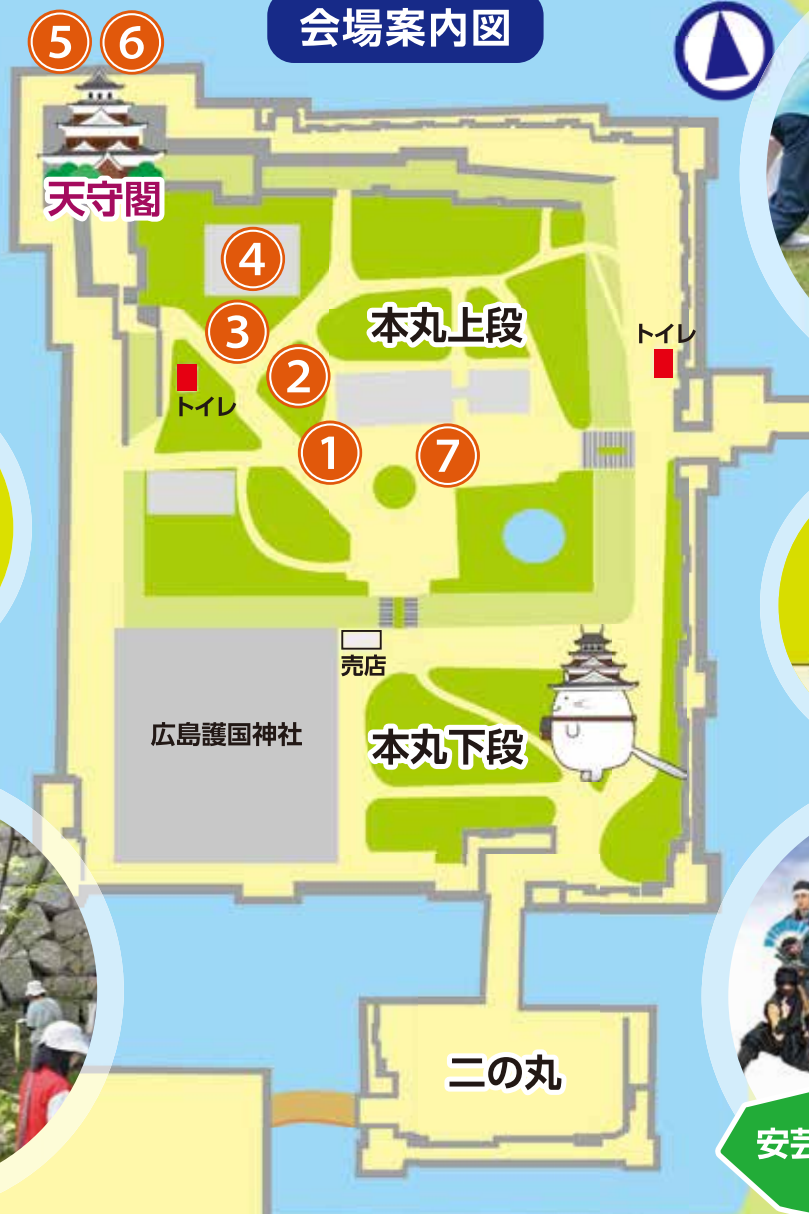 会場案内図
⑤ ⑥
天守閣
④
③
本丸上段
トイレ
②
トイレ
①
⑦
売店
広島護国神社
本丸下段
二の丸
安芸